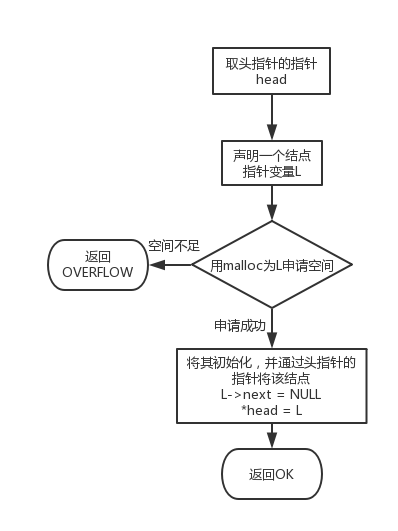 取头指针的指针
head
声明一个结点
指针变量L
用malloc为L申请空间
空间不足
返回
OVERFLOW
申请成功
将其初始化，并通过头指针的
指针将该结点
L->next = NULL
*head = L
返回OK